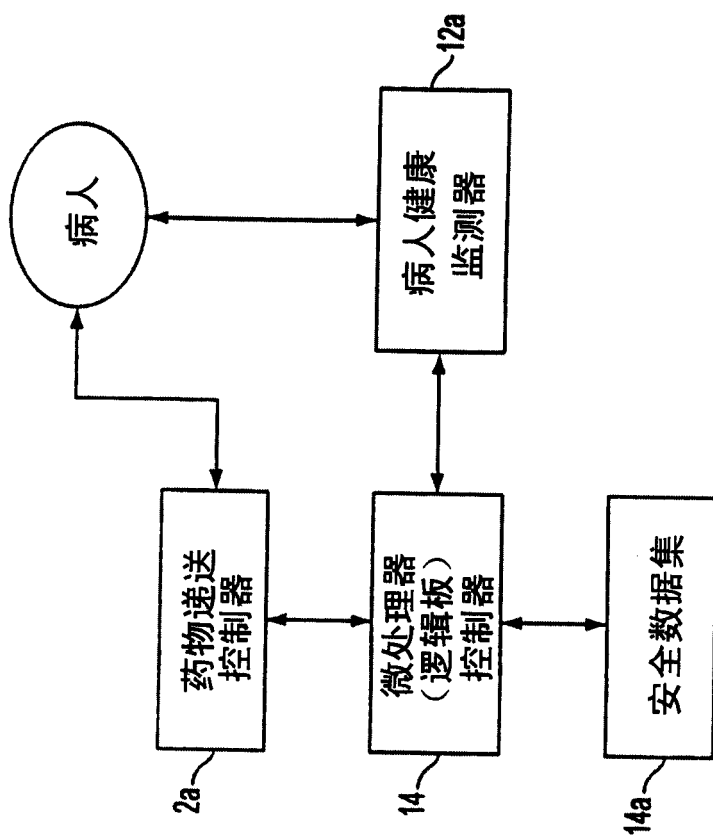 2a
药物递送
控制器
病人
14
微处理器
（逻辑板）
控制器
病人健康
监测器
12a
14a
安全数据集